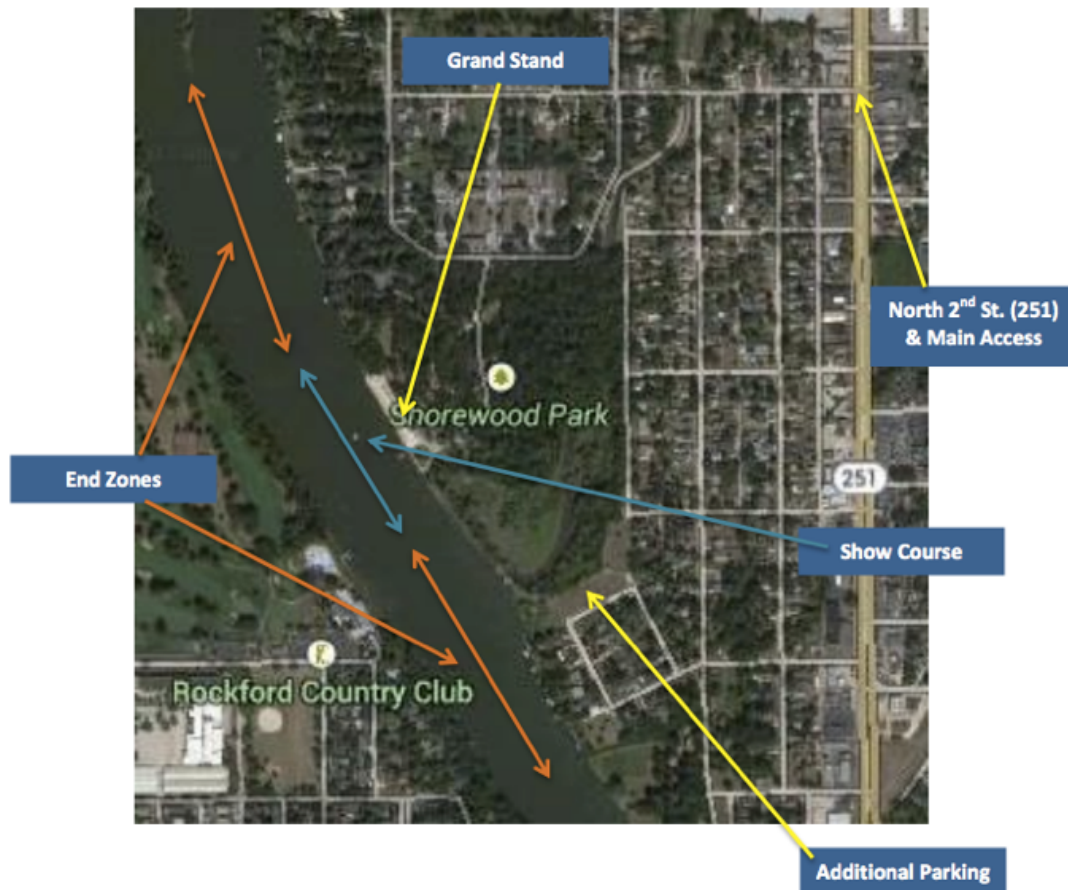 Grand Stand
North 2nd St. (251)
& Main Access
Shorewood Park
End Zones
251
Show Course
Rockford Country Club
Additional Parking